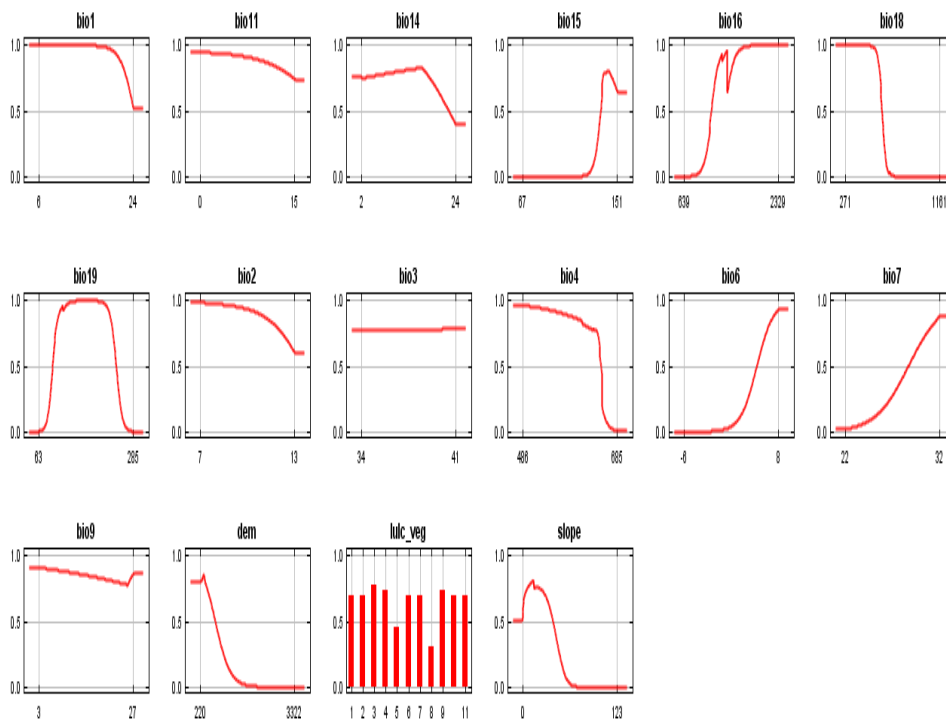 bio1 bio11 bio14 bio15 bio16 bio18
1.0 1.0 1.0 1.0 1.0 1.0
0.5 0.5 0.5 0.5 0.5 0.5
0.0 0.0 0.0 0.0 0.0 0.0
6 24 0 15 2 24 67 151 639 2329 271 1161
bio19 bio2 bio3 bio4 bio6 bio7
1.0 1.0 1.0 1.0 1.0 1.0
0.5 0.5 0.5 0.5 0.5 0.5
0.0 0.0 0.0 0.0 0.0 0.0
63 285 7 13 34 41 486 685 -6 8 22 32
bio9 dem lulc_veg slope
1.0 1.0 1.0 1.0
0.5 0.5 0.5 0.5
0.0 0.0 0.0 0.0
3 27 220 3322 1 2 3 4 5 6 7 8 9 11 0 123